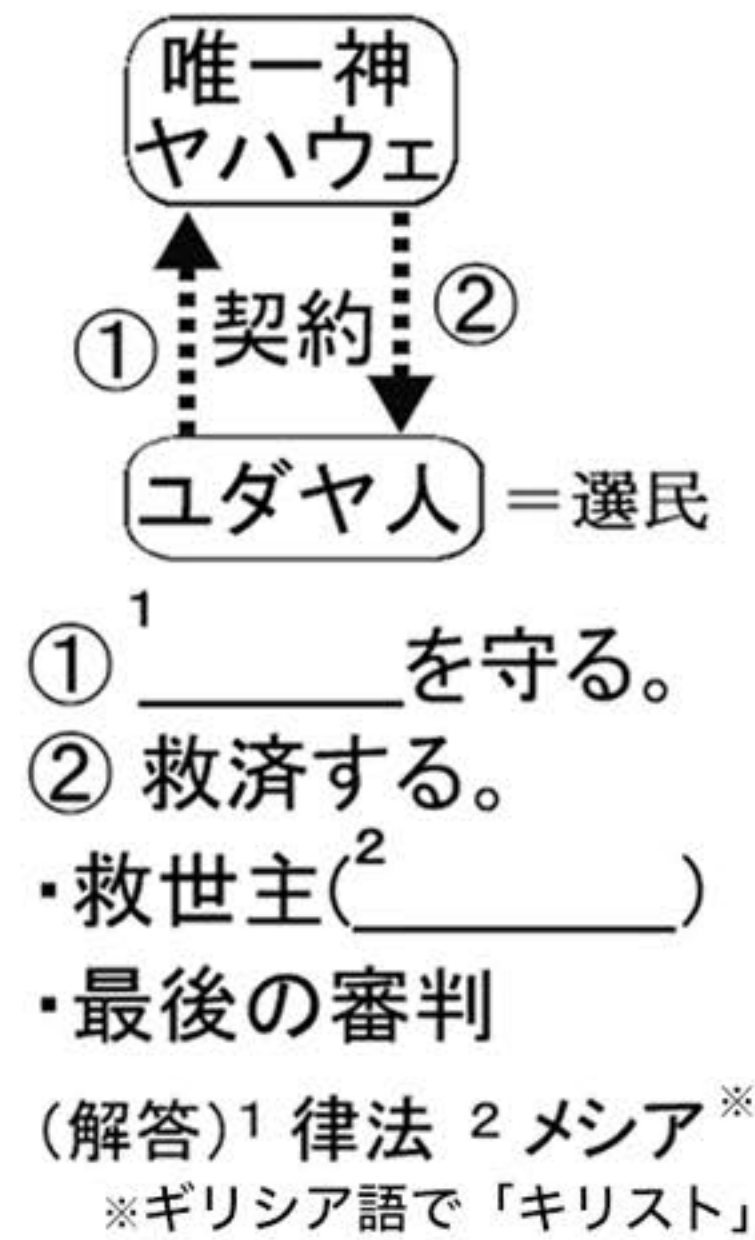 唯一神
ヤハウェ
① 契約 ②
ユダヤ人 ＝選民
① ¹______を守る。
② 救済する。
・救世主(²________)
・最後の審判
(解答)¹ 律法 ² メシア※
※ギリシア語で「キリスト」